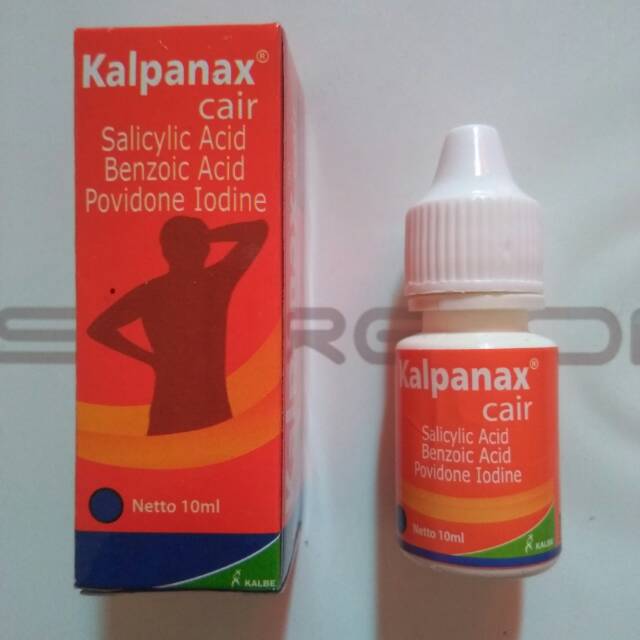 Kalpanax®
cair
Salicylic Acid
Benzoic Acid
Povidone Iodine
Netto 10ml
KALBE
Kalpanax®
cair
Salicylic Acid
Benzoic Acid
Povidone Iodine
Netto 10ml
KALBE